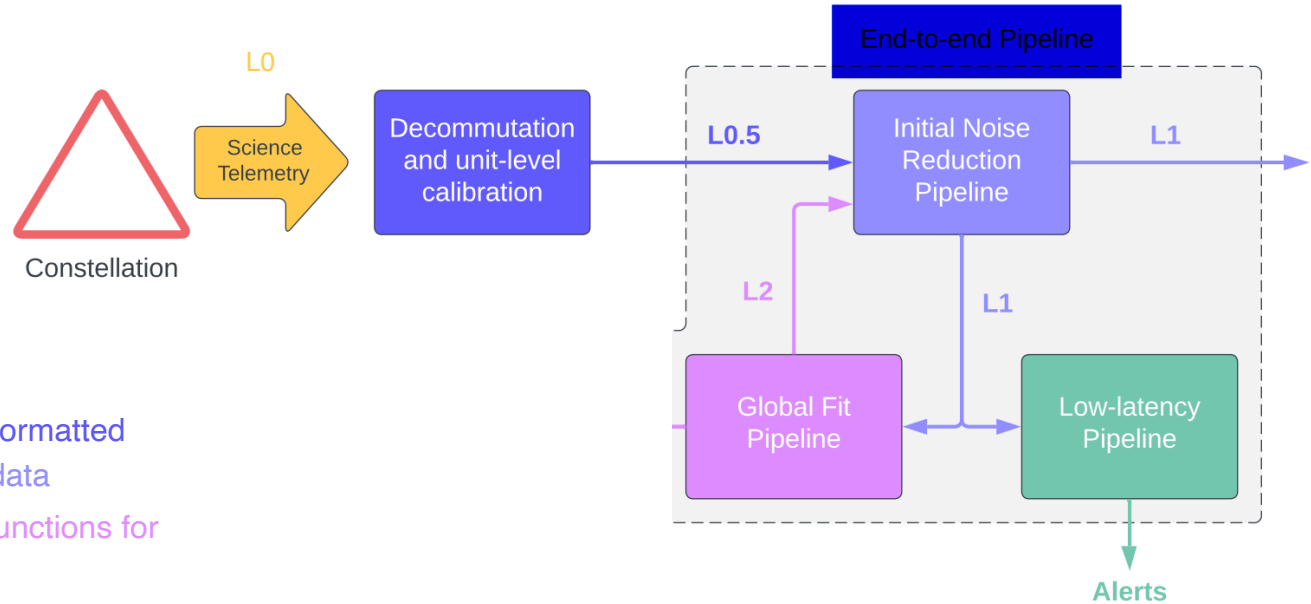 End-to-end Pipeline
L0
Science
Telemetry
Decommutation
and unit-level
calibration
L0.5
Initial Noise
Reduction
Pipeline
L1
Constellation
L2
L1
Global Fit
Pipeline
Low-latency
Pipeline
ormatted
data
unctions for
Alerts